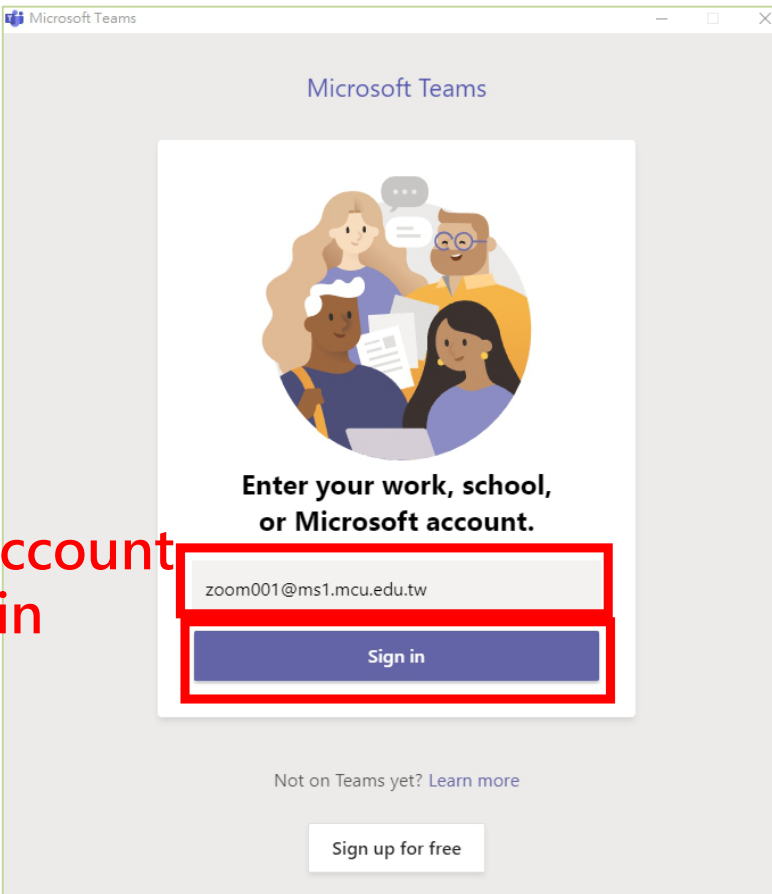 Microsoft Teams
Microsoft Teams
Enter your work, school,
or Microsoft account.
ccount
in
zoom001@ms1.mcu.edu.tw
Sign in
Not on Teams yet? Learn more
Sign up for free